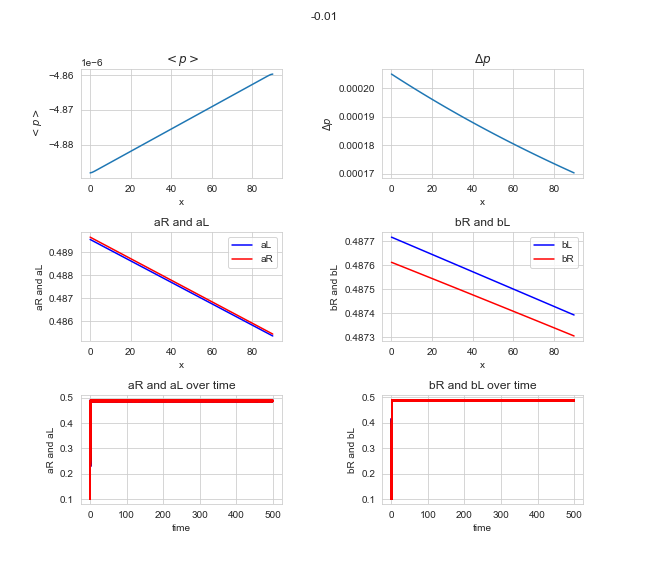 -0.01
< p >
1e−6
−4.86
−4.87
−4.88
< p >
0 20 40 60 80
x
Δp
0.00020
0.00019
0.00018
0.00017
Δp
0 20 40 60 80
x
aR and aL
0.489
0.488
0.487
0.486
aR and aL
aL
aR
0 20 40 60 80
x
bR and bL
0.4877
0.4876
0.4875
0.4874
0.4873
bR and bL
bL
bR
0 20 40 60 80
x
aR and aL over time
0.5
0.4
0.3
0.2
0.1
aR and aL
0 100 200 300 400 500
time
bR and bL over time
0.5
0.4
0.3
0.2
0.1
bR and bL
0 100 200 300 400 500
time